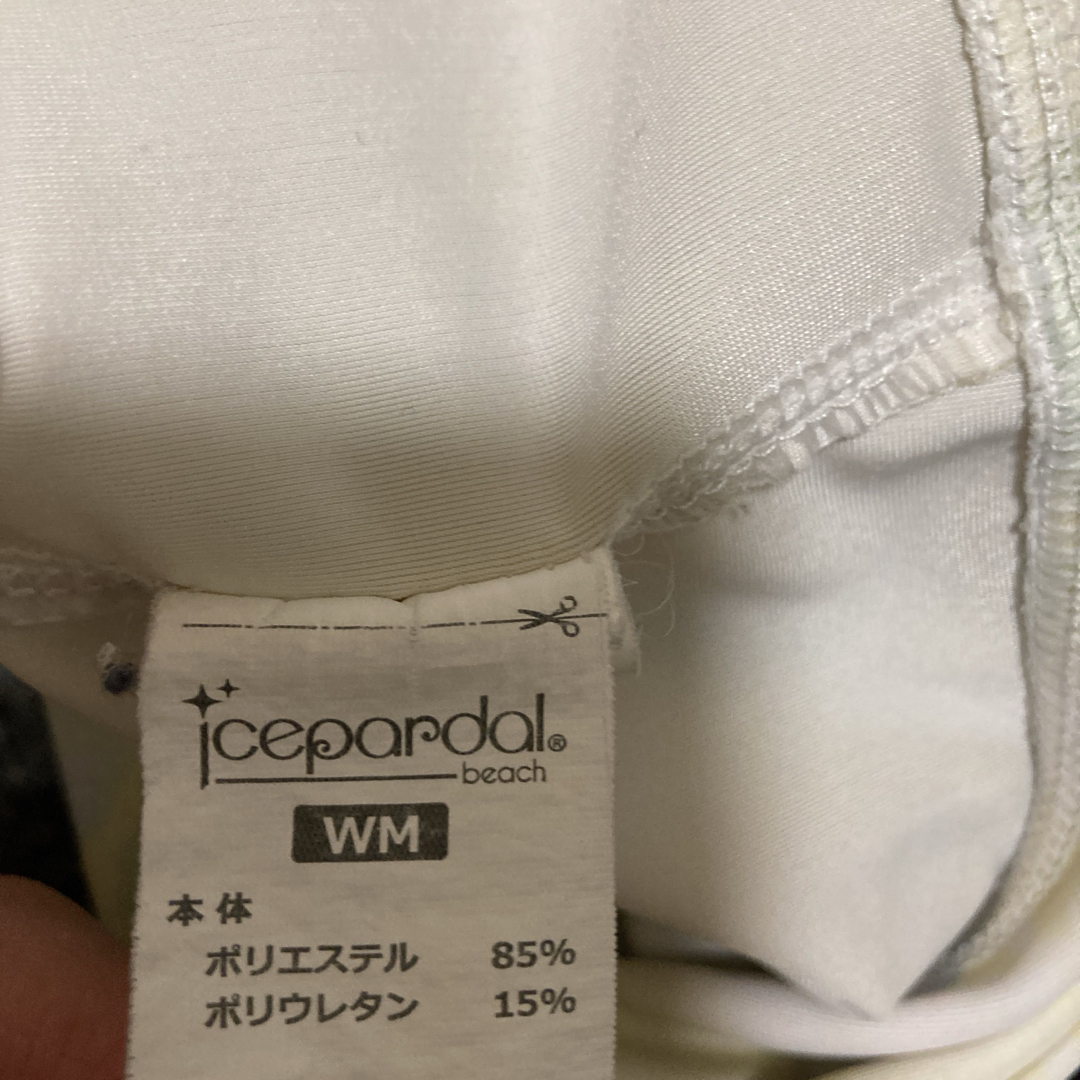 icepardal®
beach
WM
本体
ポリエステル 85%
ポリウレタン 15%